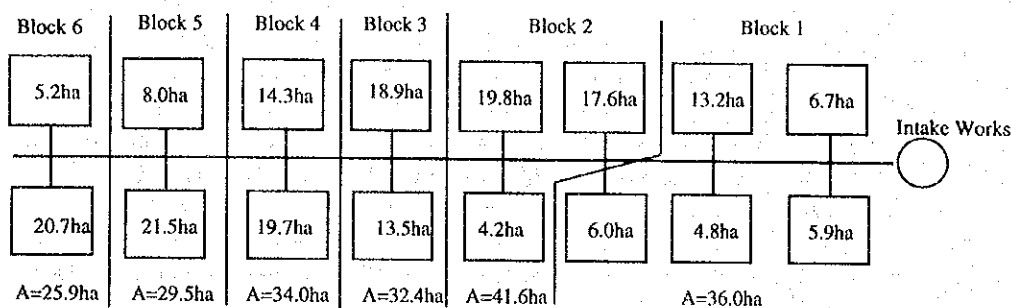 Block 6 Block 5 Block 4 Block 3 Block 2 Block 1
5.2ha 8.0ha 14.3ha 18.9ha 19.8ha 17.6ha 13.2ha 6.7ha
Intake Works
20.7ha 21.5ha 19.7ha 13.5ha 4.2ha 6.0ha 4.8ha 5.9ha
A=25.9ha A=29.5ha A=34.0ha A=32.4ha A=41.6ha A=36.0ha